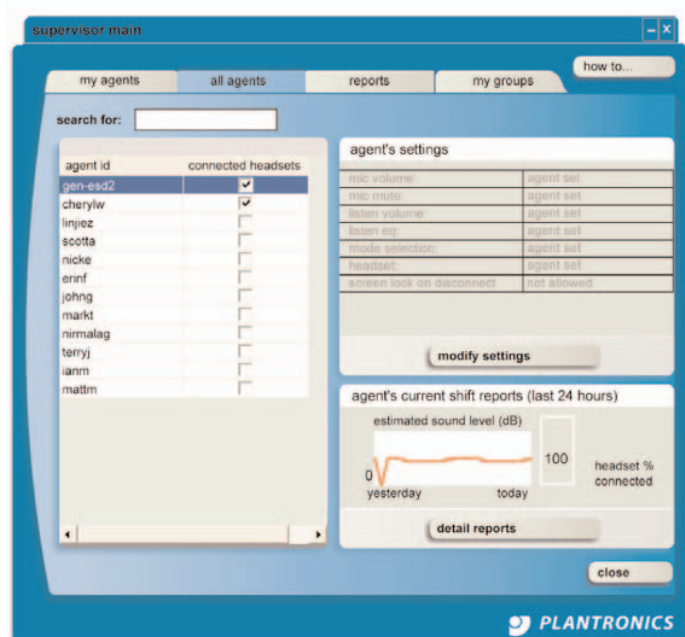 supervisor main
how to...
my agents all agents reports my groups
search for:
agent id connected headsets
gen-esd2
cherylw
linjiez
scotta
nicke
erinf
johng
markt
nirmalag
terryj
ianm
mattm
agent's settings
mic volume: agent set
mic mute: agent set
listen volume: agent set
listen eq: agent set
mode selection: agent set
headset: agent set
screen lock on disconnect not allowed
modify settings
agent's current shift reports (last 24 hours)
estimated sound level (dB)
0
yesterday today
100
headset %
connected
detail reports
close
PLANTRONICS